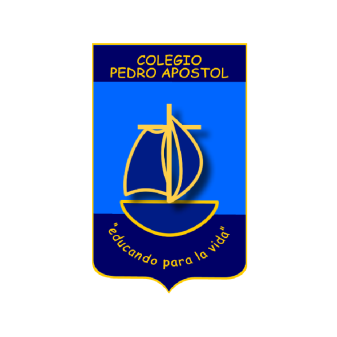 COLEGIO
PEDRO APOSTOL
"educando para la vida"